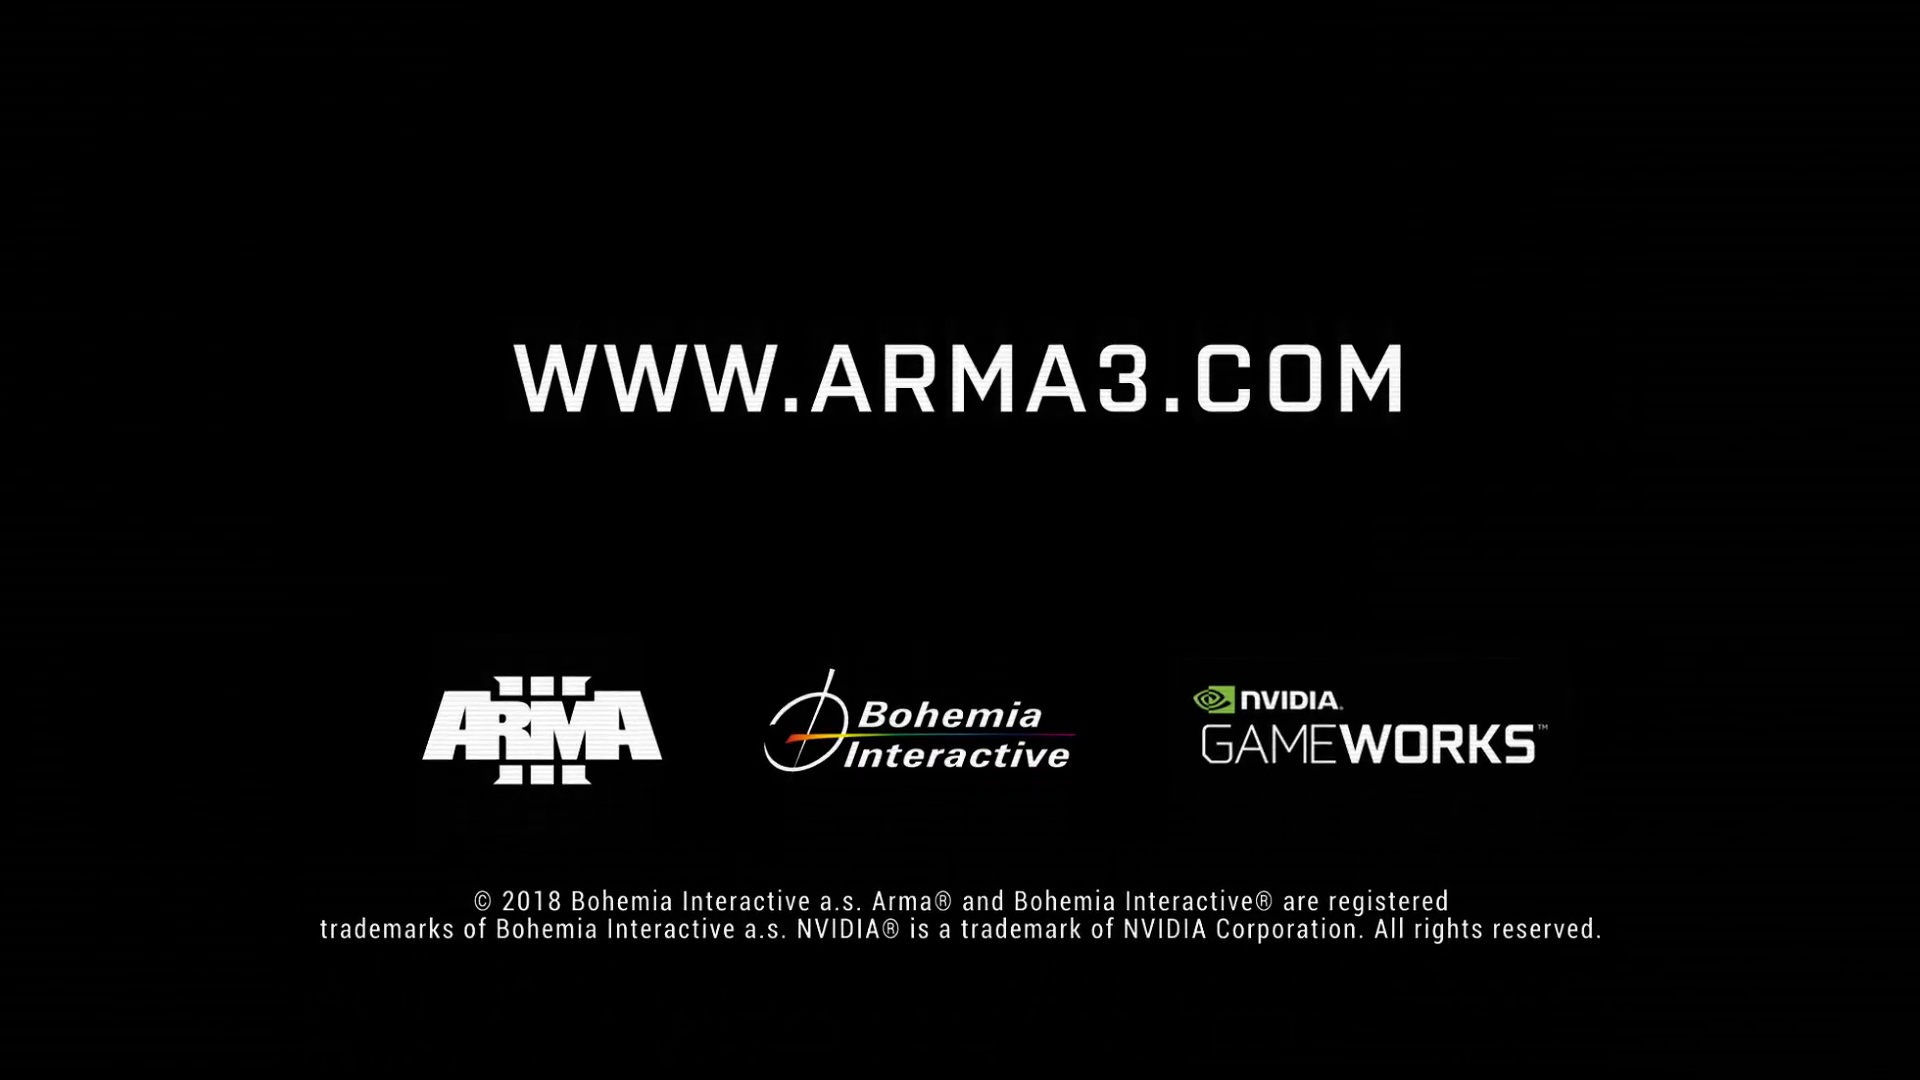 WWW.ARMA3.COM
III
ARMA
Bohemia
Interactive
NVIDIA.
GAMEWORKS™
© 2018 Bohemia Interactive a.s. Arma® and Bohemia Interactive® are registered
trademarks of Bohemia Interactive a.s. NVIDIA® is a trademark of NVIDIA Corporation. All rights reserved.